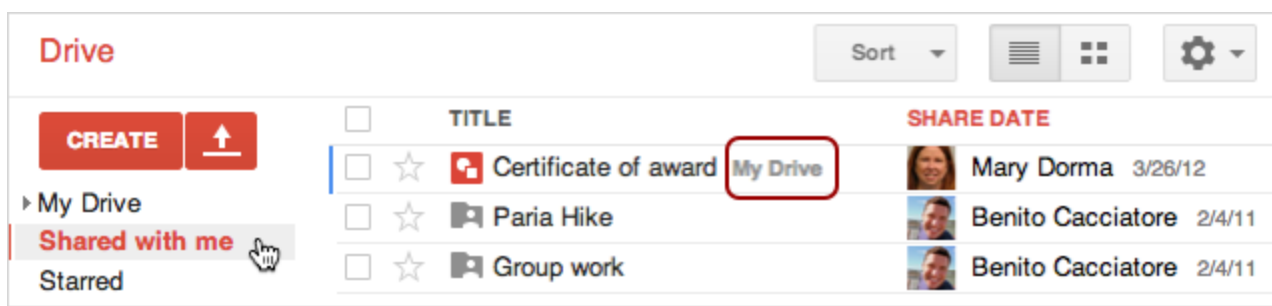 Drive
Sort
CREATE
TITLE
SHARE DATE
Certificate of award My Drive
Mary Dorma 3/26/12
My Drive
Paria Hike
Benito Cacciatore 2/4/11
Shared with me
Group work
Benito Cacciatore 2/4/11
Starred